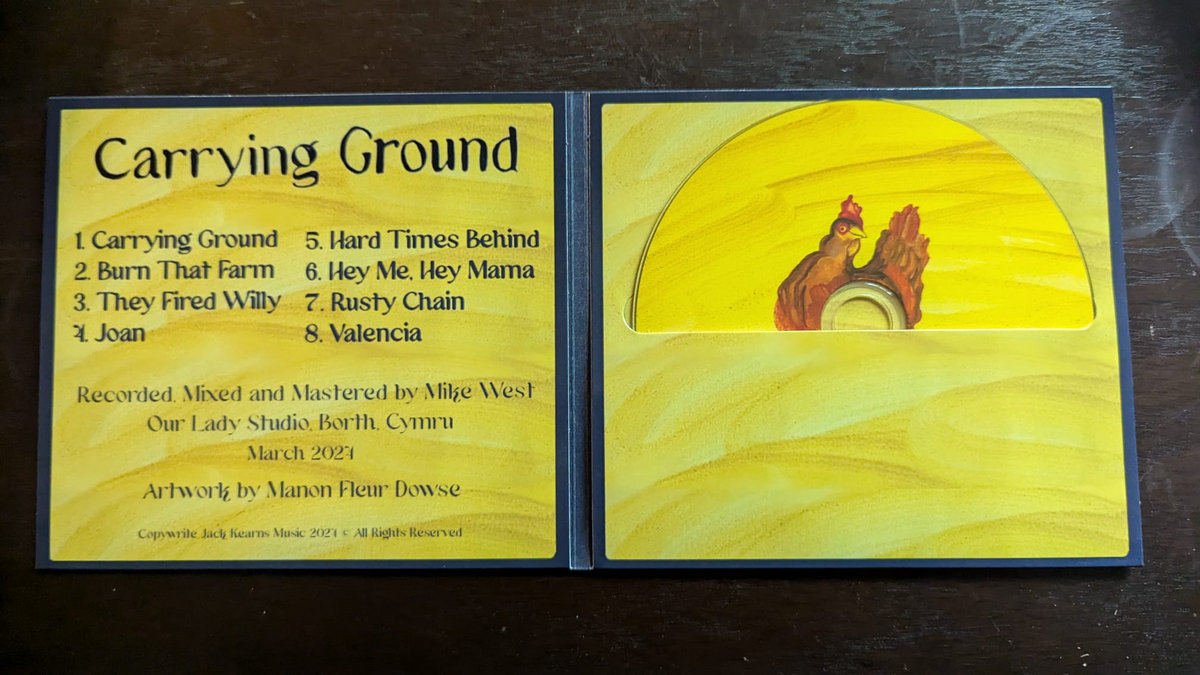 Carrying Ground
1. Carrying Ground
2. Burn That Farm
3. They Fired Willy
4. Joan
5. Hard Times Behind
6. Hey Me, Hey Mama
7. Rusty Chain
8. Valencia
Recorded, Mixed and Mastered by Mike West
Our Lady Studio, Borth, Cymru
March 2024
Artwork by Manon Fleur Dowse
Copywrite Jack Kearns Music 2024 © All Rights Reserved